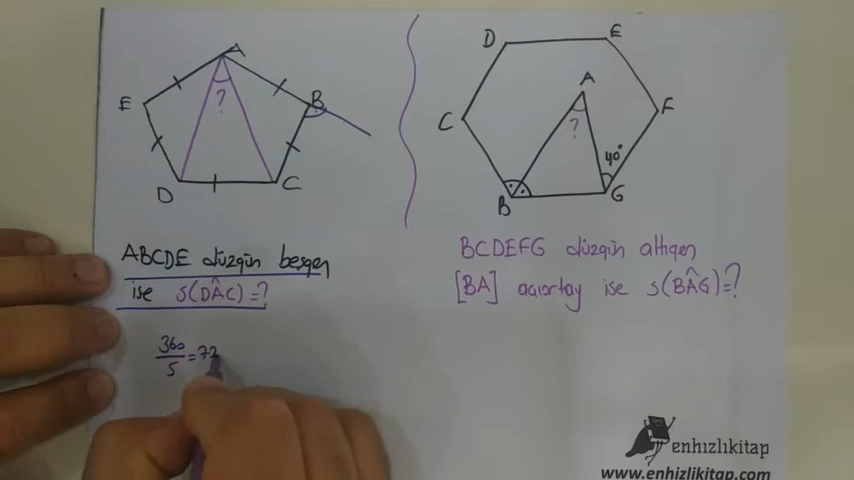 A
E
?
B
D
C
ABCDE düzgün beşgen
ise s(DÂC)=?
360
5
=72
D
E
A
C
?
F
40°
B
G
BCDEFG düzgün altıgen
[BA] açıortay ise s(BÂG)=?
enhızlıkitap
www.enhizlikitap.com